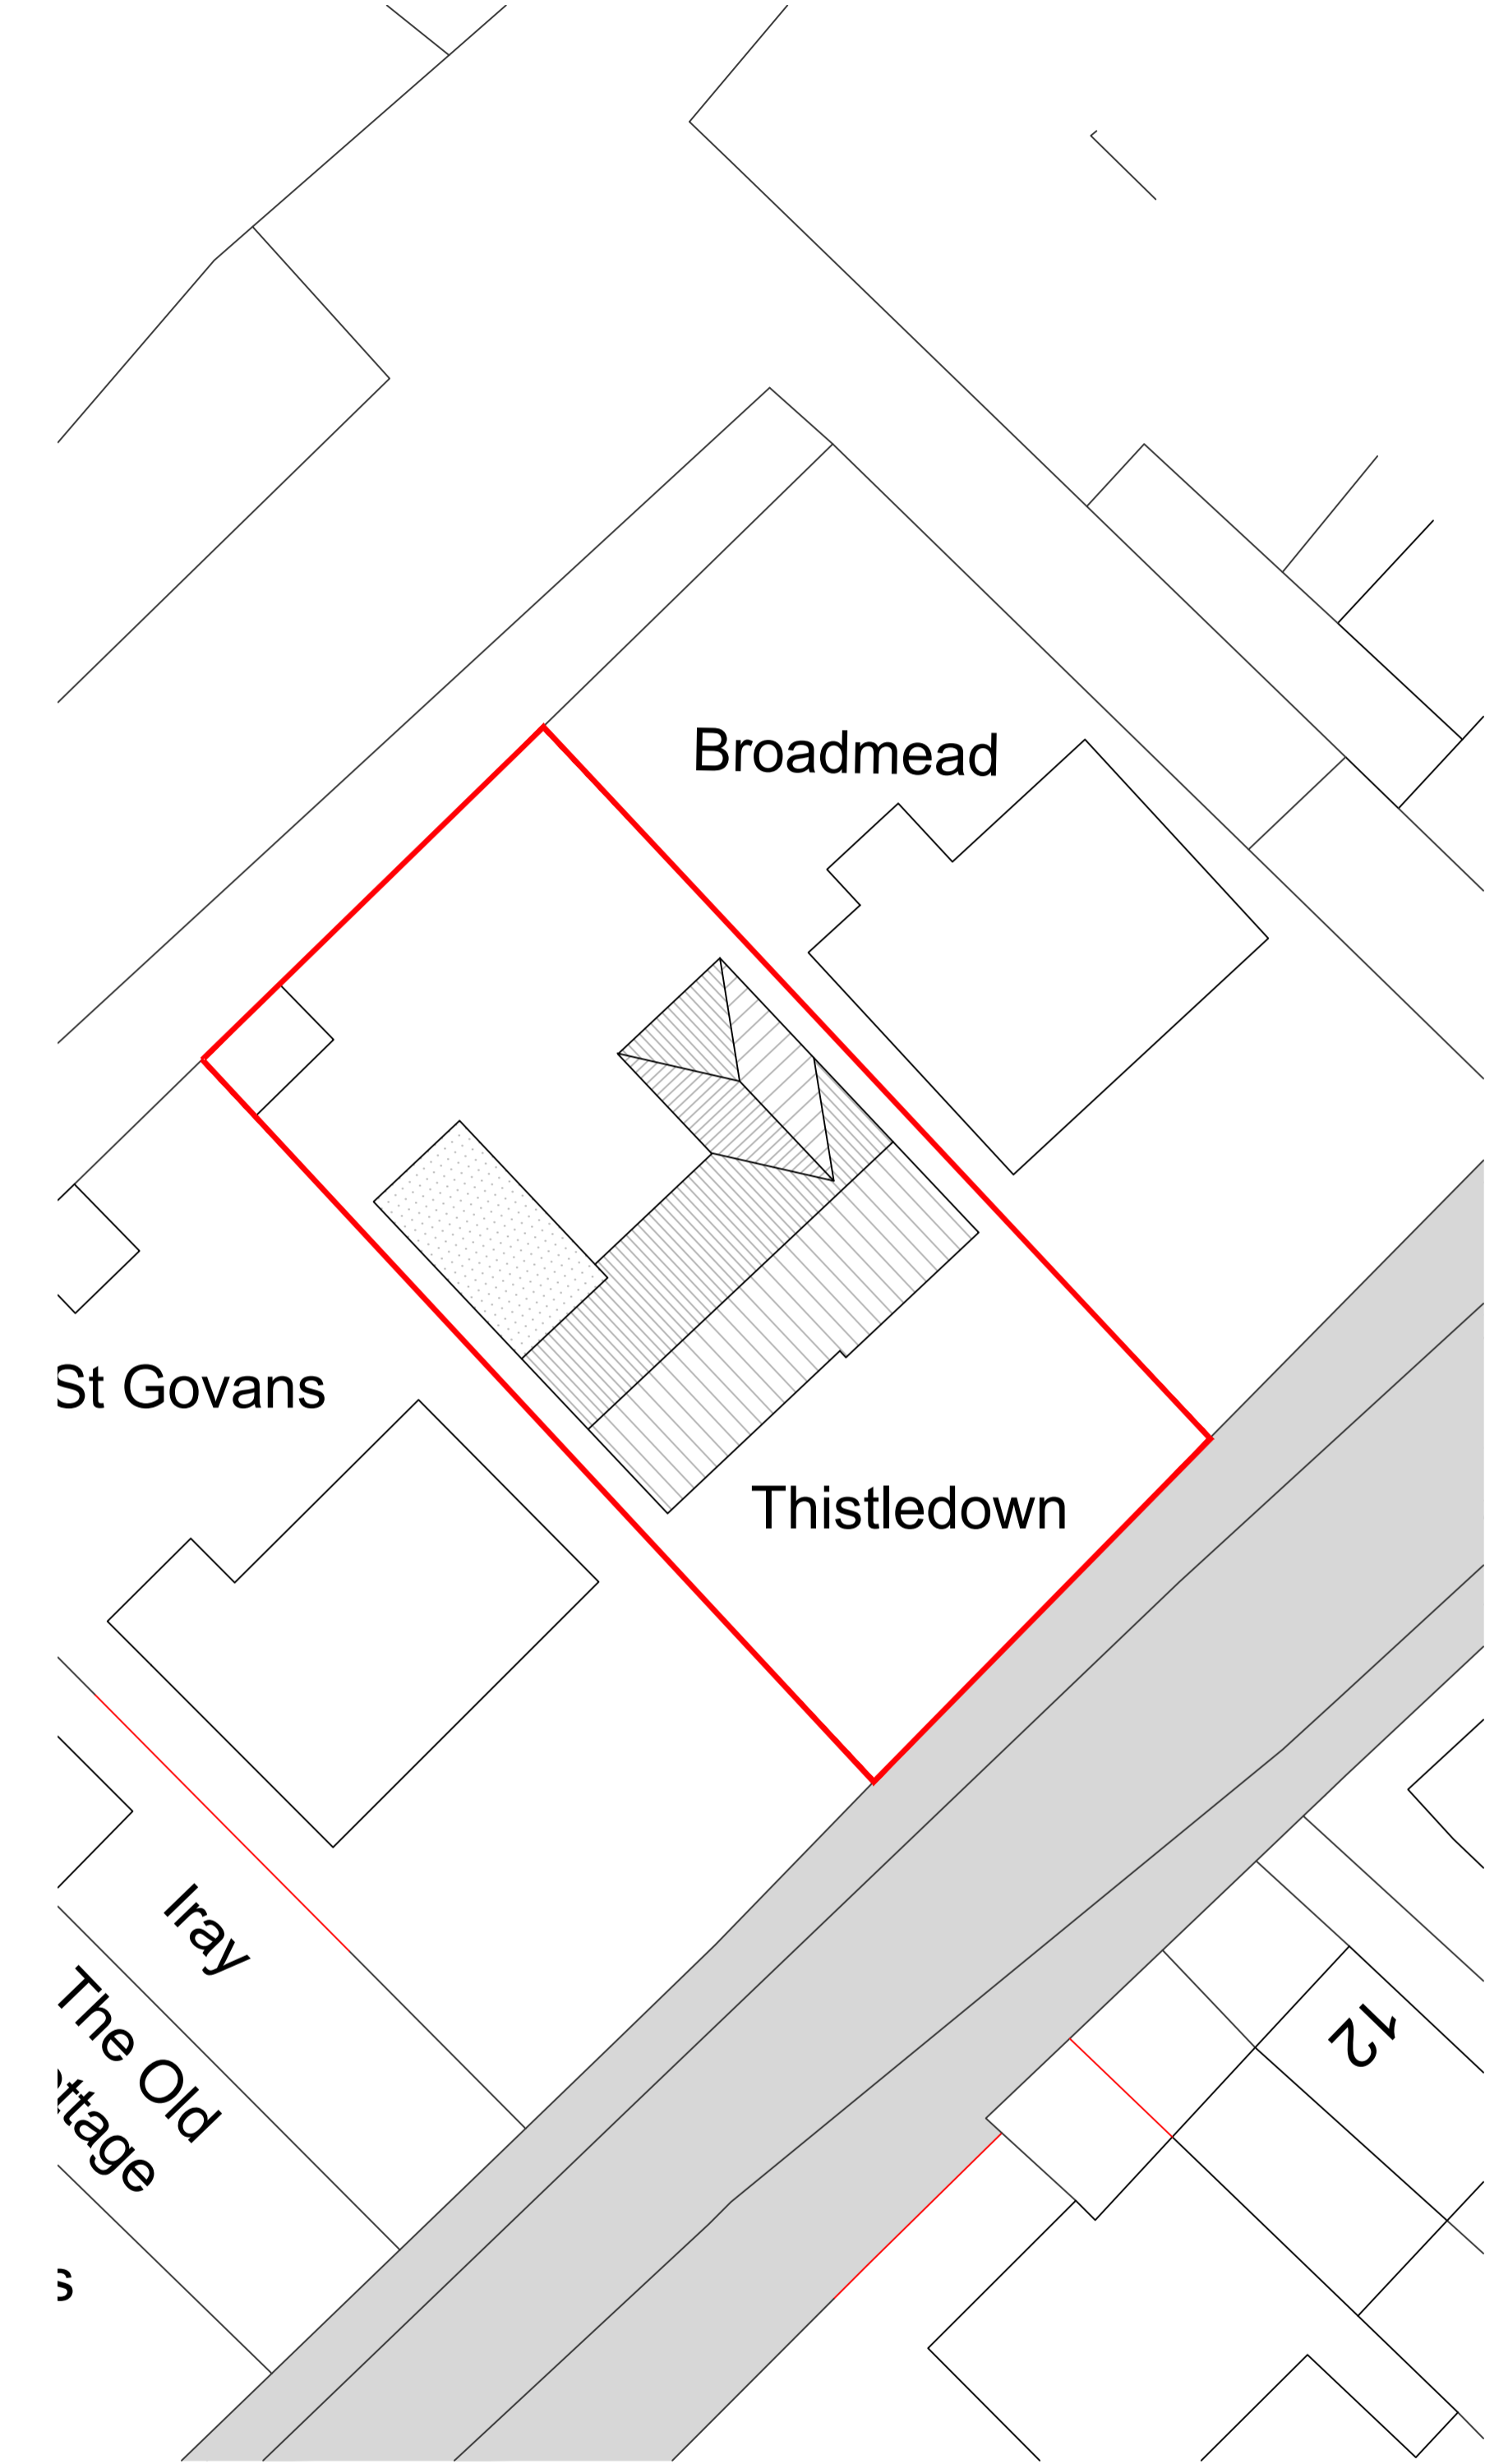 Broadmead
St Govans
Thistledown
Iray
The Old
ttage
12
s